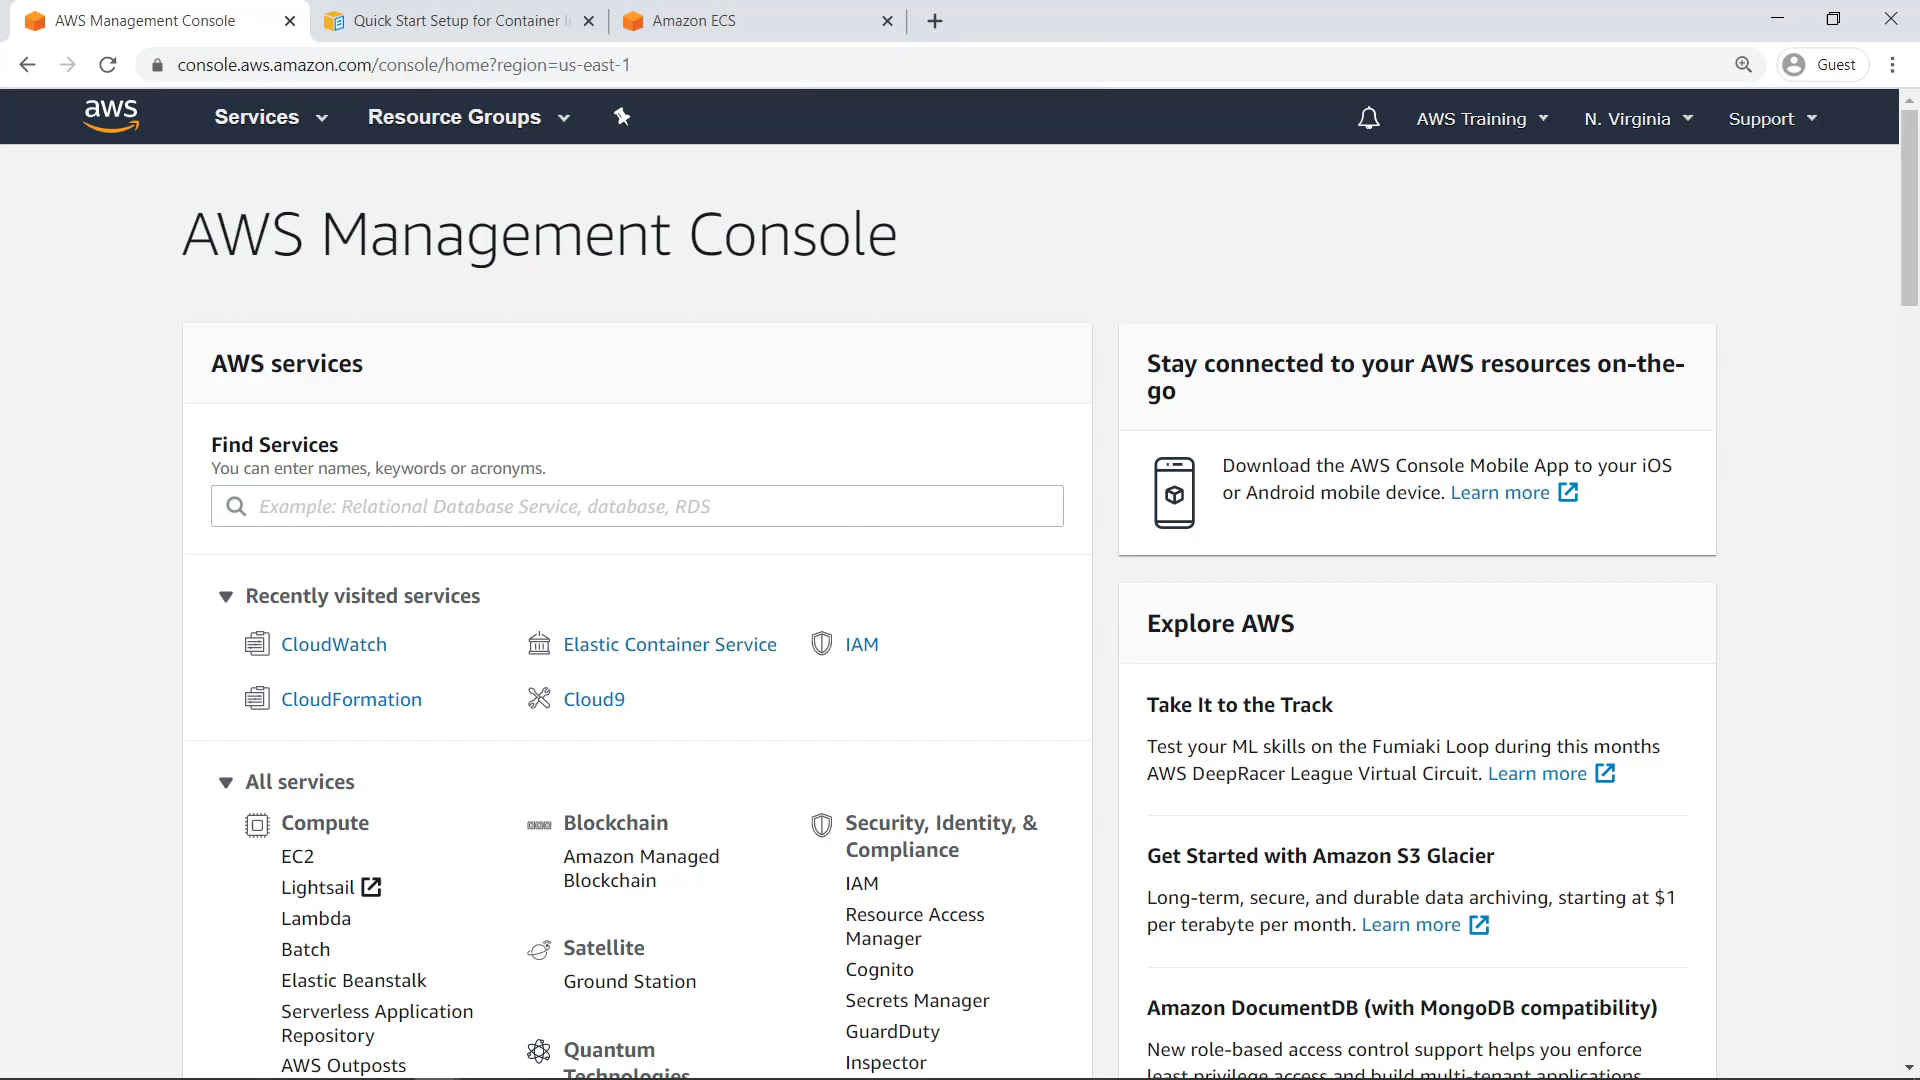 AWS Management Console
Quick Start Setup for Container
Amazon ECS
console.aws.amazon.com/console/home?region=us-east-1
Guest
aws
Services
Resource Groups
AWS Training
N. Virginia
Support
AWS Management Console
AWS services
Find Services
You can enter names, keywords or acronyms.
Example: Relational Database Service, database, RDS
Recently visited services
CloudWatch
Elastic Container Service
IAM
CloudFormation
Cloud9
All services
Compute
EC2
Lightsail
Lambda
Batch
Elastic Beanstalk
Serverless Application
Repository
AWS Outposts
Blockchain
Amazon Managed
Blockchain
Satellite
Ground Station
Quantum
Technologies
Security, Identity, &
Compliance
IAM
Resource Access
Manager
Cognito
Secrets Manager
GuardDuty
Inspector
Stay connected to your AWS resources on-the-
go
Download the AWS Console Mobile App to your iOS
or Android mobile device. Learn more
Explore AWS
Take It to the Track
Test your ML skills on the Fumiaki Loop during this months
AWS DeepRacer League Virtual Circuit. Learn more
Get Started with Amazon S3 Glacier
Long-term, secure, and durable data archiving, starting at $1
per terabyte per month. Learn more
Amazon DocumentDB (with MongoDB compatibility)
New role-based access control support helps you enforce
least privilege access and build multi-tenant applications